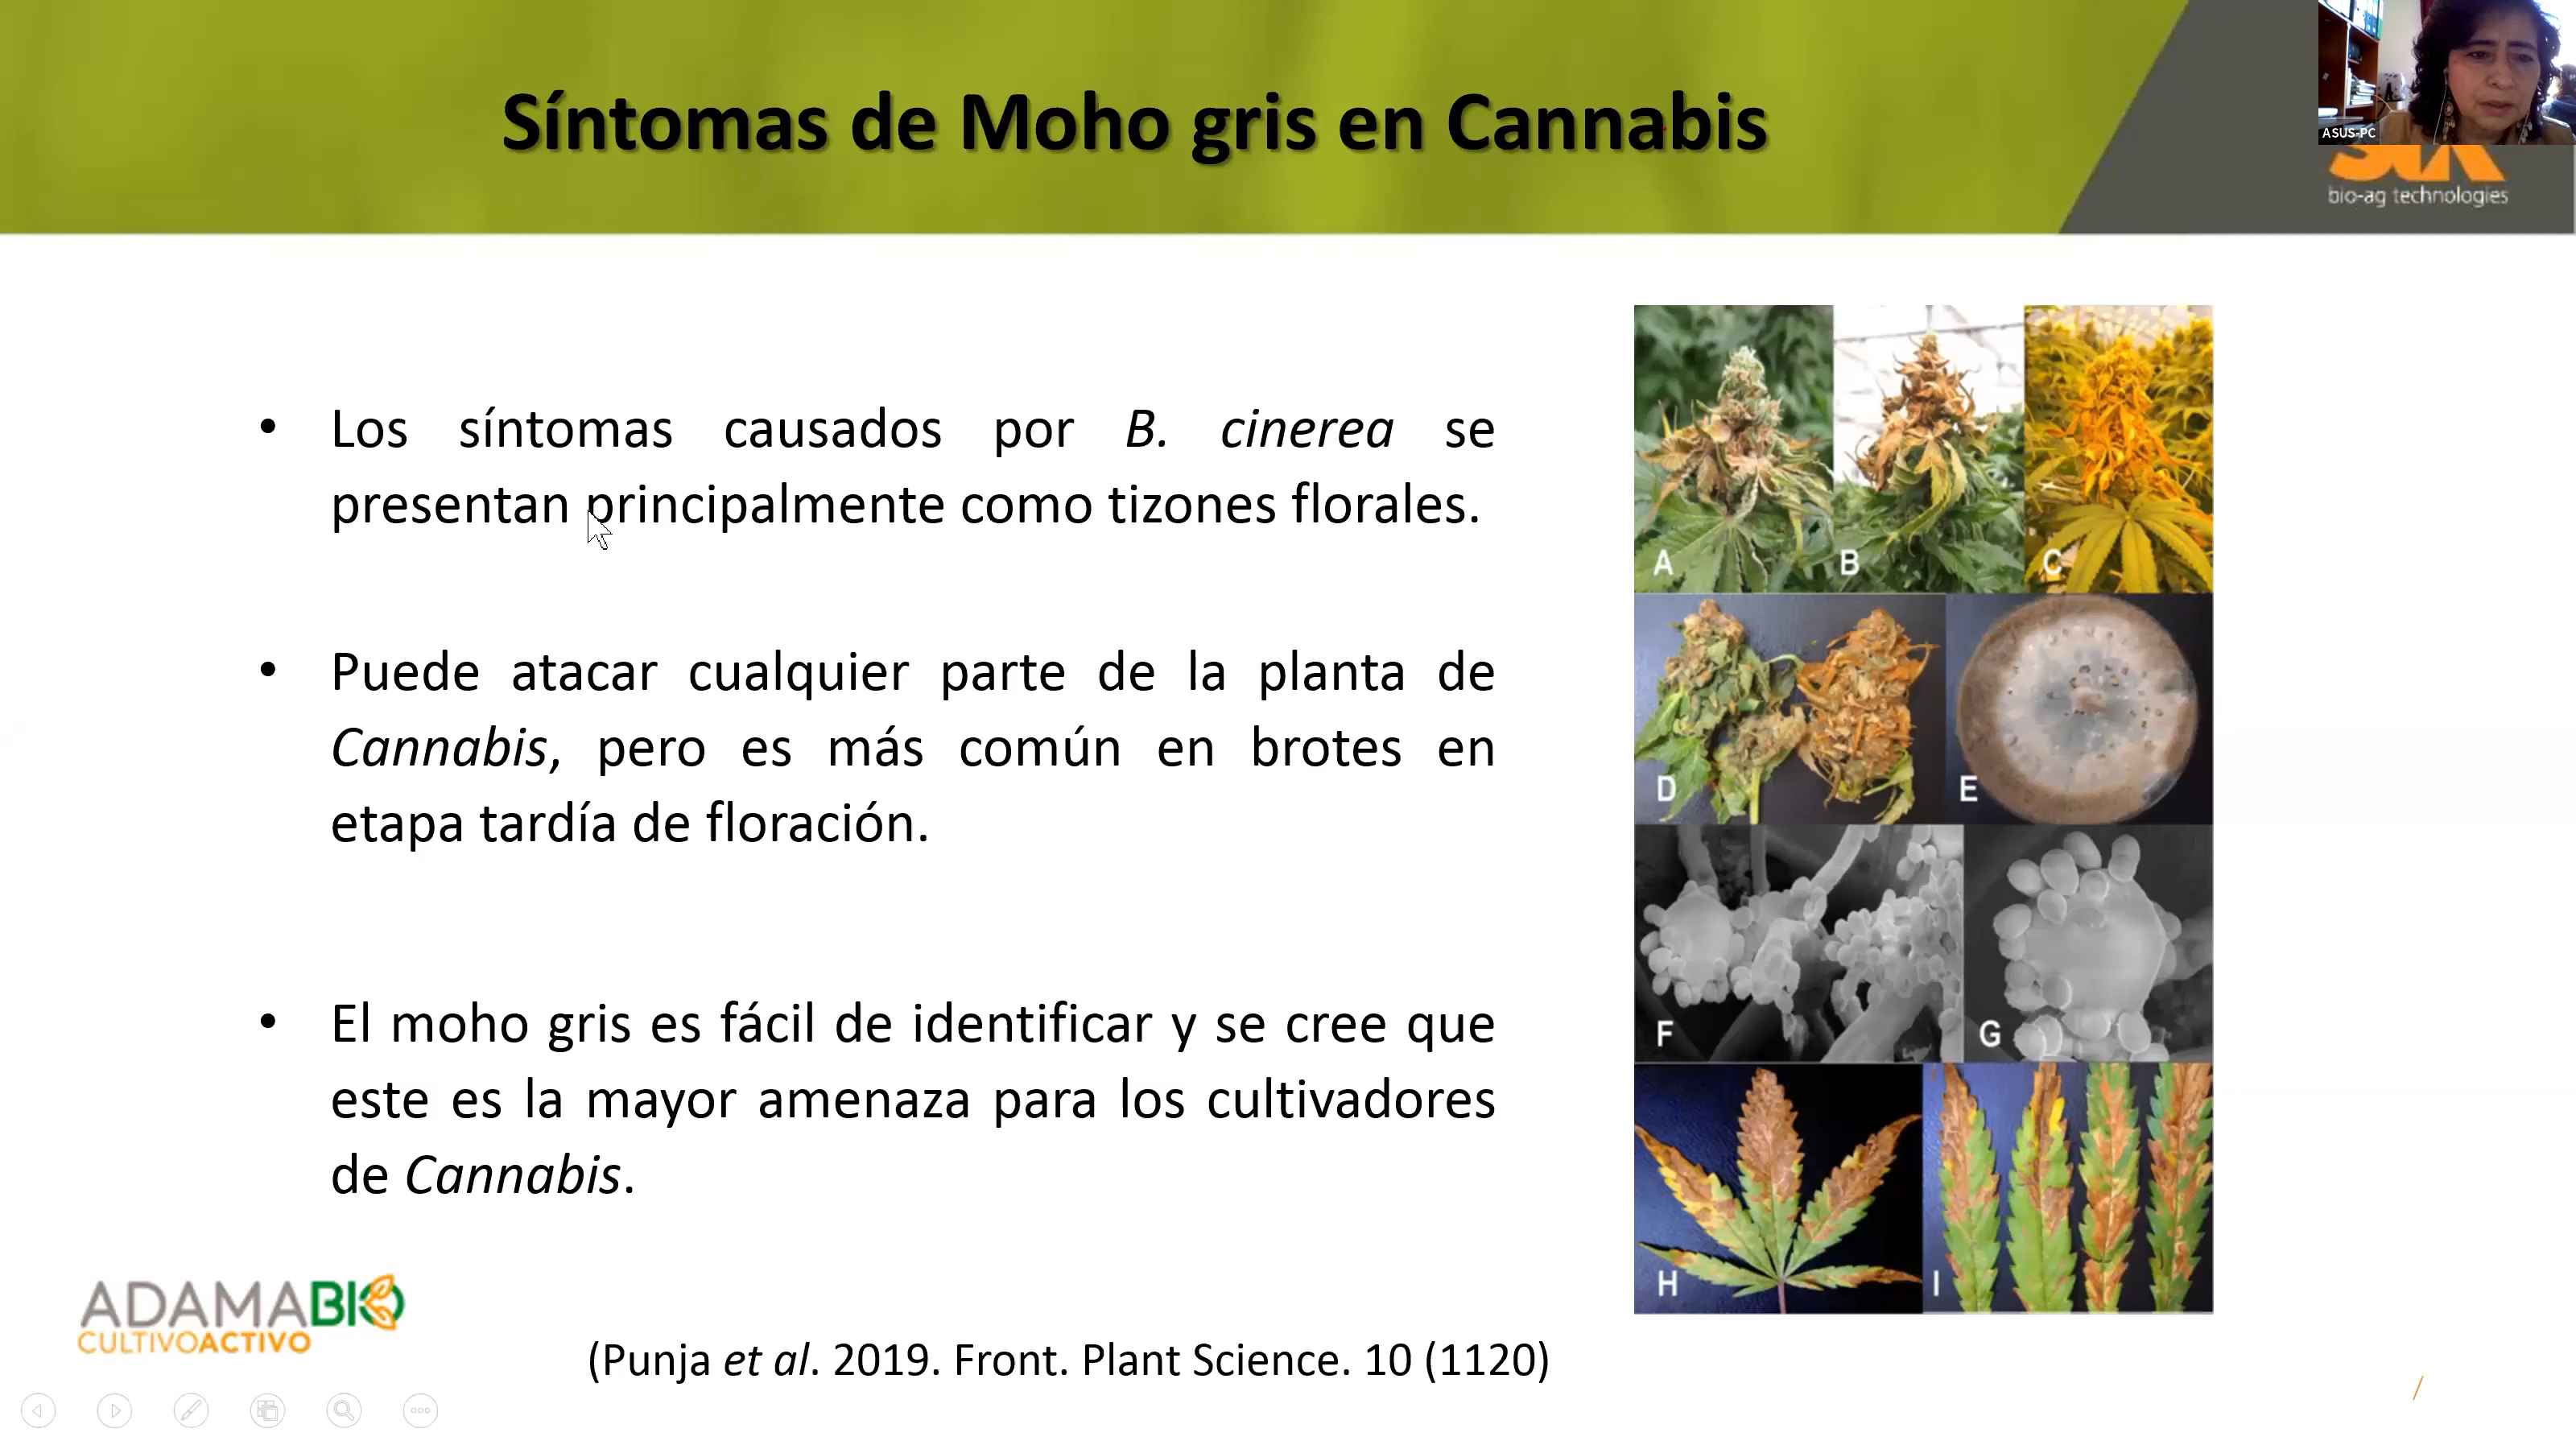 Síntomas de Moho gris en Cannabis
ASUS-PC
bio-ag technologies
• Los síntomas causados por B. cinerea se
presentan principalmente como tizones florales.
• Puede atacar cualquier parte de la planta de
Cannabis, pero es más común en brotes en
etapa tardía de floración.
• El moho gris es fácil de identificar y se cree que
este es la mayor amenaza para los cultivadores
de Cannabis.
A B C
D E
F G
H I
ADAMABIO
CULTIVOACTIVO
(Punja et al. 2019. Front. Plant Science. 10 (1120)
/